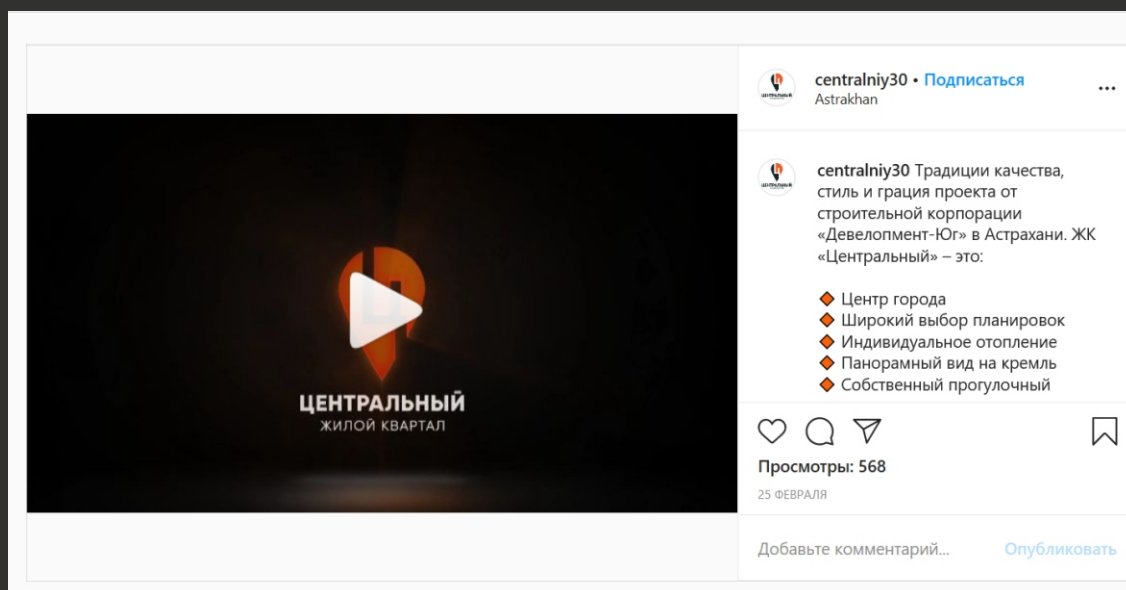 centralniy30 • Подписаться
Astrakhan
centralniy30 Традиции качества,
стиль и грация проекта от
строительной корпорации
«Девелопмент-Юг» в Астрахани. ЖК
«Центральный» – это:
Центр города
Широкий выбор планировок
Индивидуальное отопление
Панорамный вид на кремль
Собственный прогулочный
ЦЕНТРАЛЬНЫЙ
ЖИЛОЙ КВАРТАЛ
Просмотры: 568
25 ФЕВРАЛЯ
Добавьте комментарий...
Опубликовать